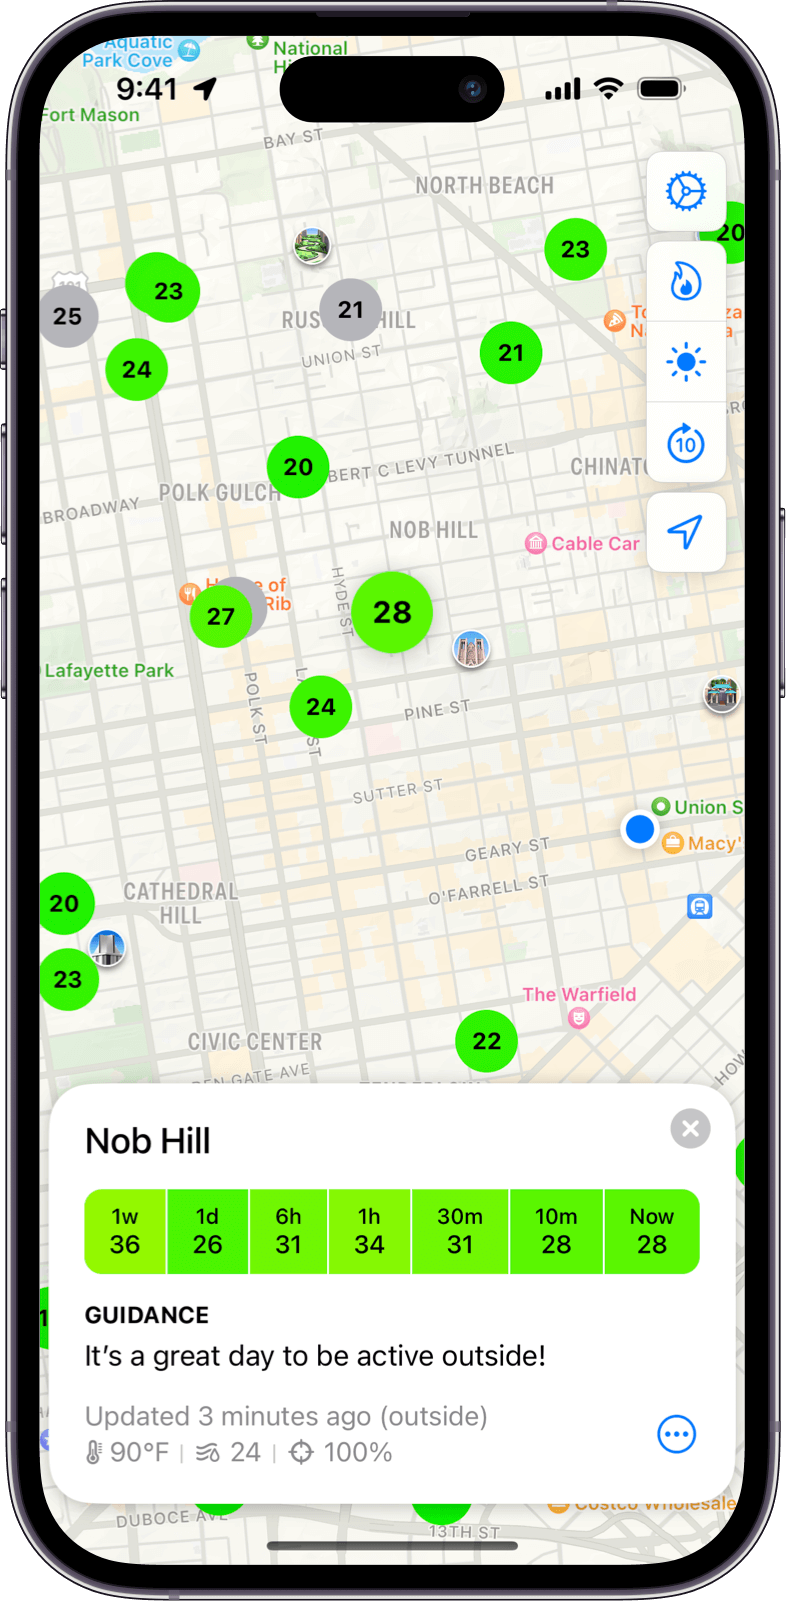 Aquatic
Park Cove
National
9:41
Fort Mason
BAY ST
NORTH BEACH
20
23
23
25
21
HILL
UNION ST
21
24
20
BERT C LEVY TUNNEL
POLK GULCH
BROADWAY
NOB HILL
Cable Car
10
of
Rib
HYDE ST
27
28
Lafayette Park
POLK ST
24
ST
PINE ST
SUTTER ST
Union S
Macy'
GEARY ST
O'FARRELL ST
CATHEDRAL
HILL
20
23
The Warfield
CIVIC CENTER
22
GATE AVE
Nob Hill
1w
36
1d
26
6h
31
1h
34
30m
31
10m
28
Now
28
GUIDANCE
It's a great day to be active outside!
Updated 3 minutes ago (outside)
90°F | 24 | 100%
Costco Wholesale
DUBOCE AVE
13TH ST